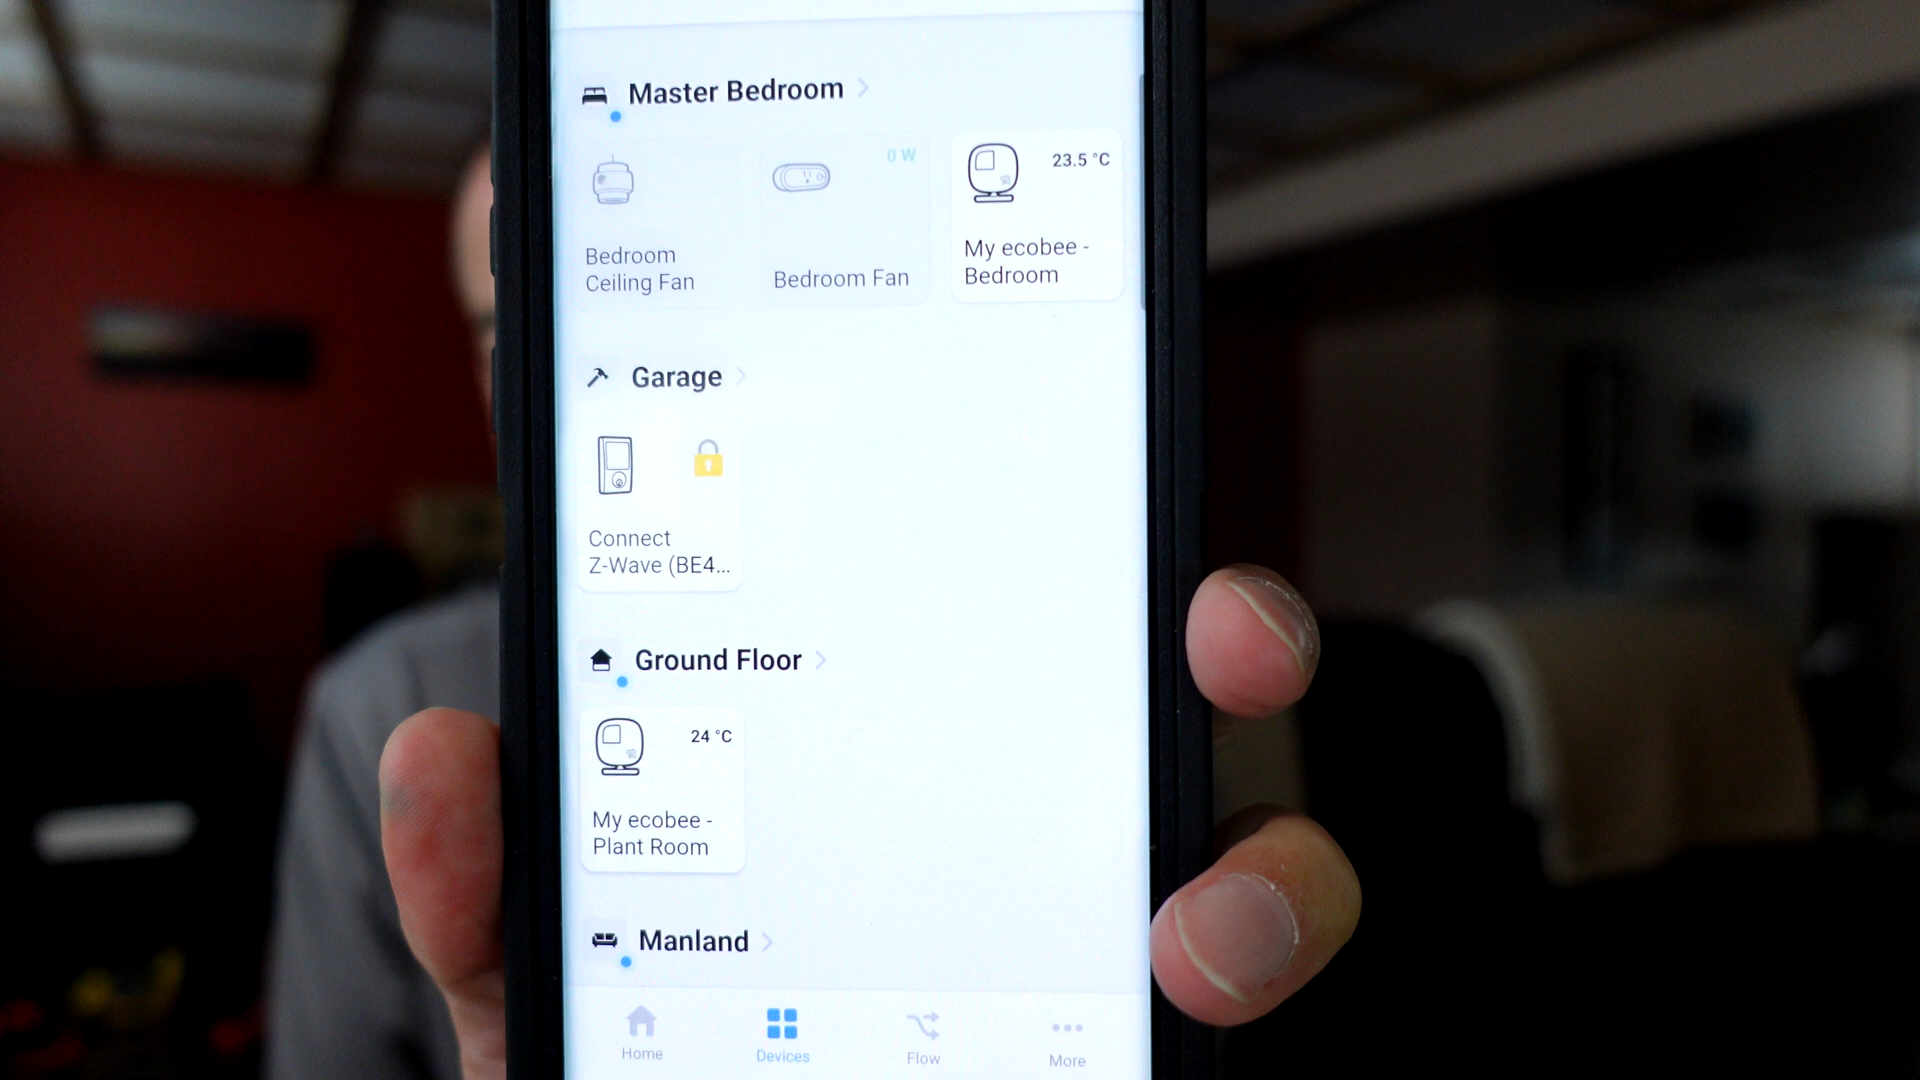 Master Bedroom
0 W
23.5 °C
Bedroom
Ceiling Fan
Bedroom Fan
My ecobee -
Bedroom
Garage
Connect
Z-Wave (BE4...
Ground Floor
24 °C
My ecobee -
Plant Room
Manland
Home
Devices
Flow
More